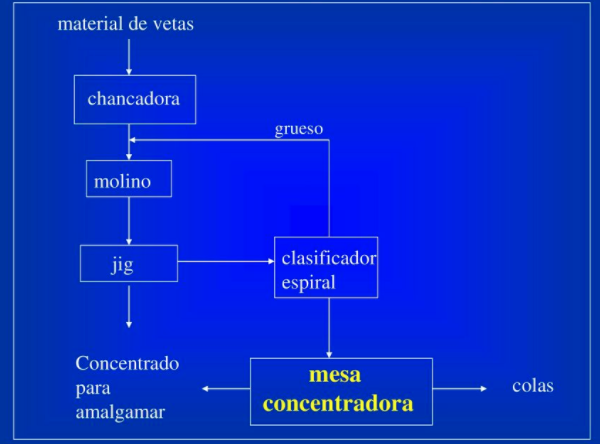 material de vetas
chancadora
grueso
molino
jig
clasificador
espiral
Concentrado
para
amalgamar
mesa
concentradora
colas